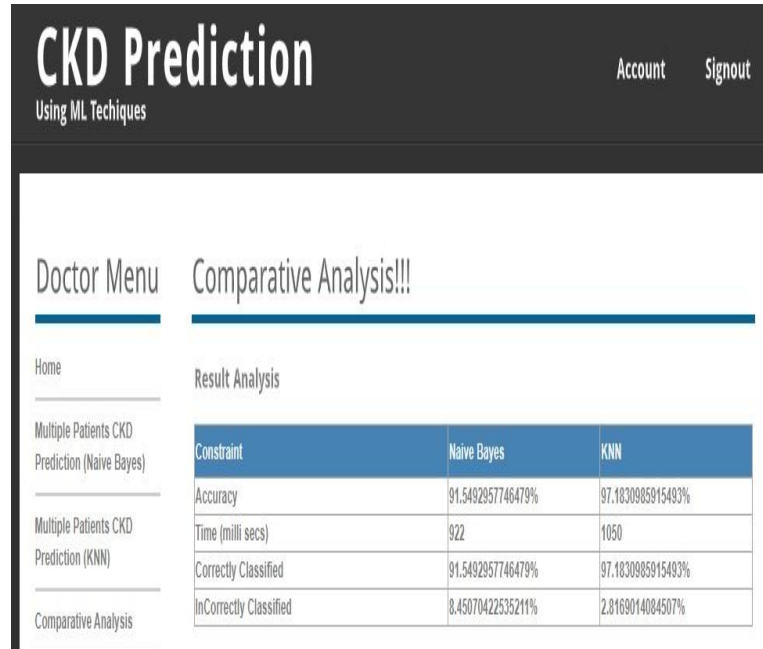 CKD Prediction
Using ML Techiques
Account Signout
Doctor Menu
Home
Multiple Patients CKD
Prediction (Naive Bayes)
Multiple Patients CKD
Prediction (KNN)
Comparative Analysis
Comparative Analysis!!!
Result Analysis
Constraint Naive Bayes KNN
Accuracy 91.5492957746479% 97.1830985915493%
Time (milli secs) 922 1050
Correctly Classified 91.5492957746479% 97.1830985915493%
InCorrectly Classified 8.45070422535211% 2.8169014084507%